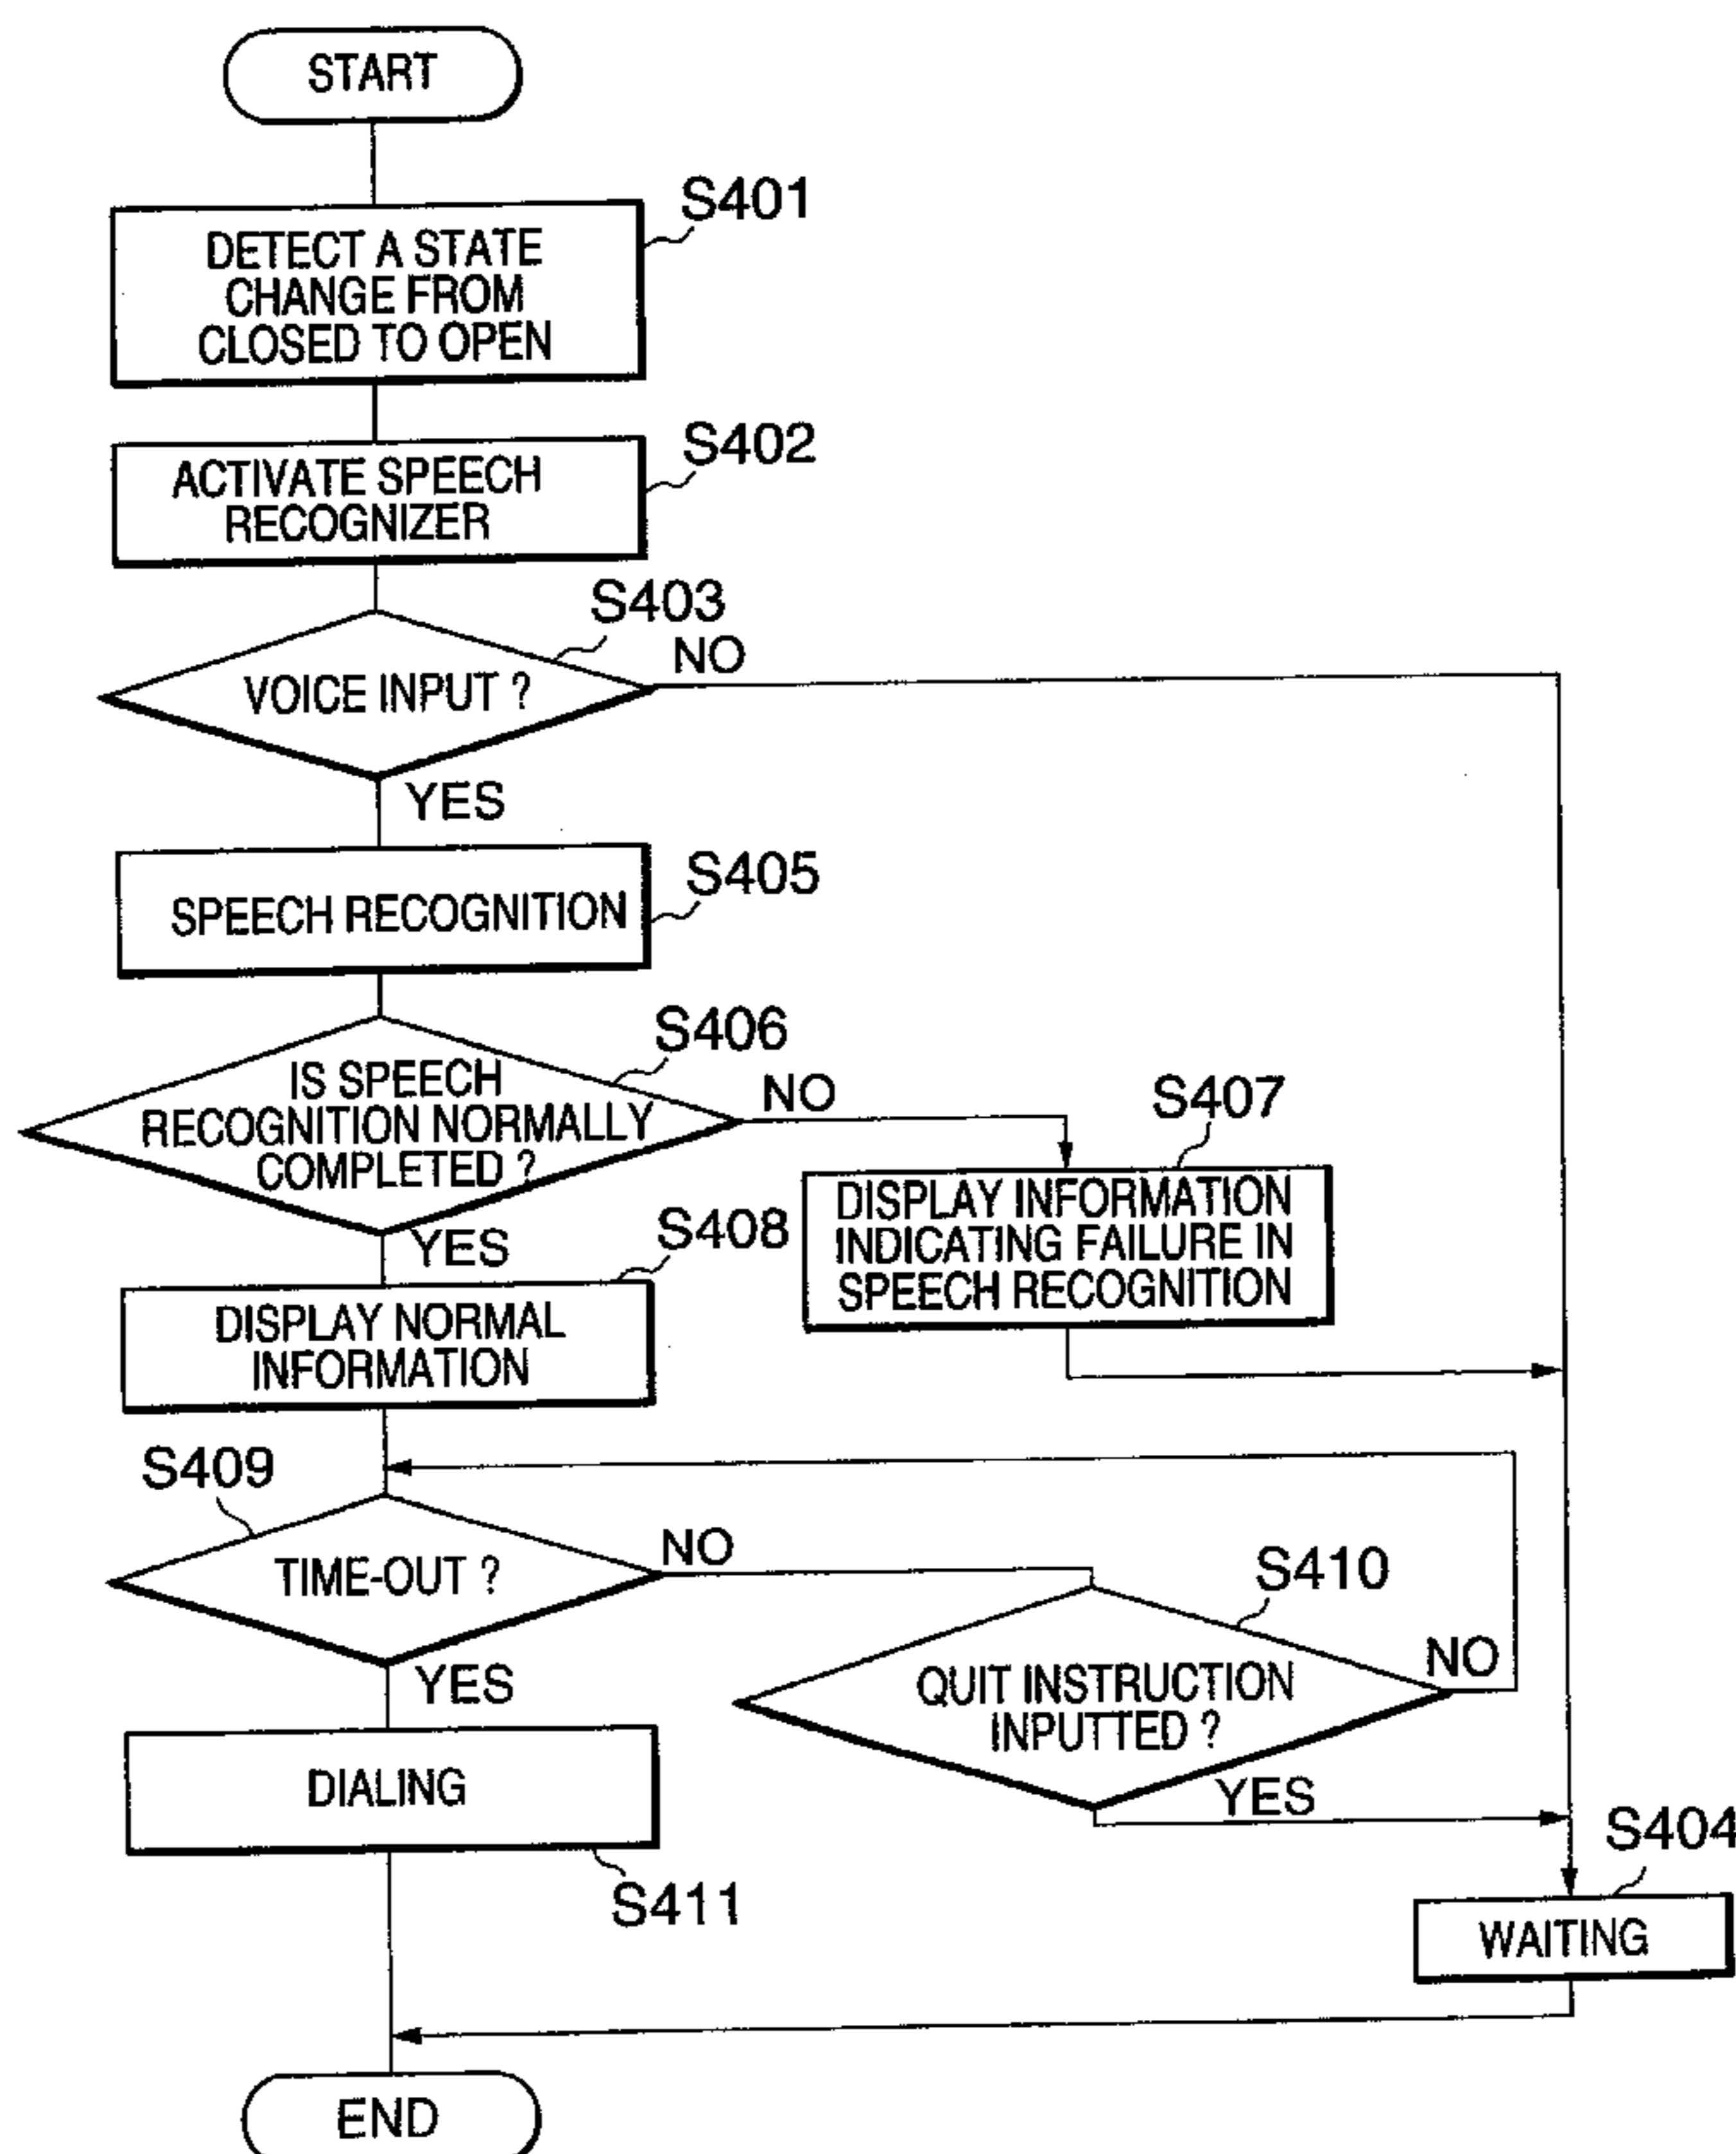 START
S401
DETECT A STATE
CHANGE FROM
CLOSED TO OPEN
S402
ACTIVATE SPEECH
RECOGNIZER
S403
NO
VOICE INPUT ?
YES
S405
SPEECH RECOGNITION
S406
IS SPEECH
RECOGNITION NORMALLY
COMPLETED ?
NO
S407
DISPLAY INFORMATION
INDICATING FAILURE IN
SPEECH RECOGNITION
YES
S408
DISPLAY NORMAL
INFORMATION
S409
TIME-OUT ?
NO
S410
QUIT INSTRUCTION
INPUTTED ?
NO
YES
YES
DIALING
S411
S404
WAITING
END